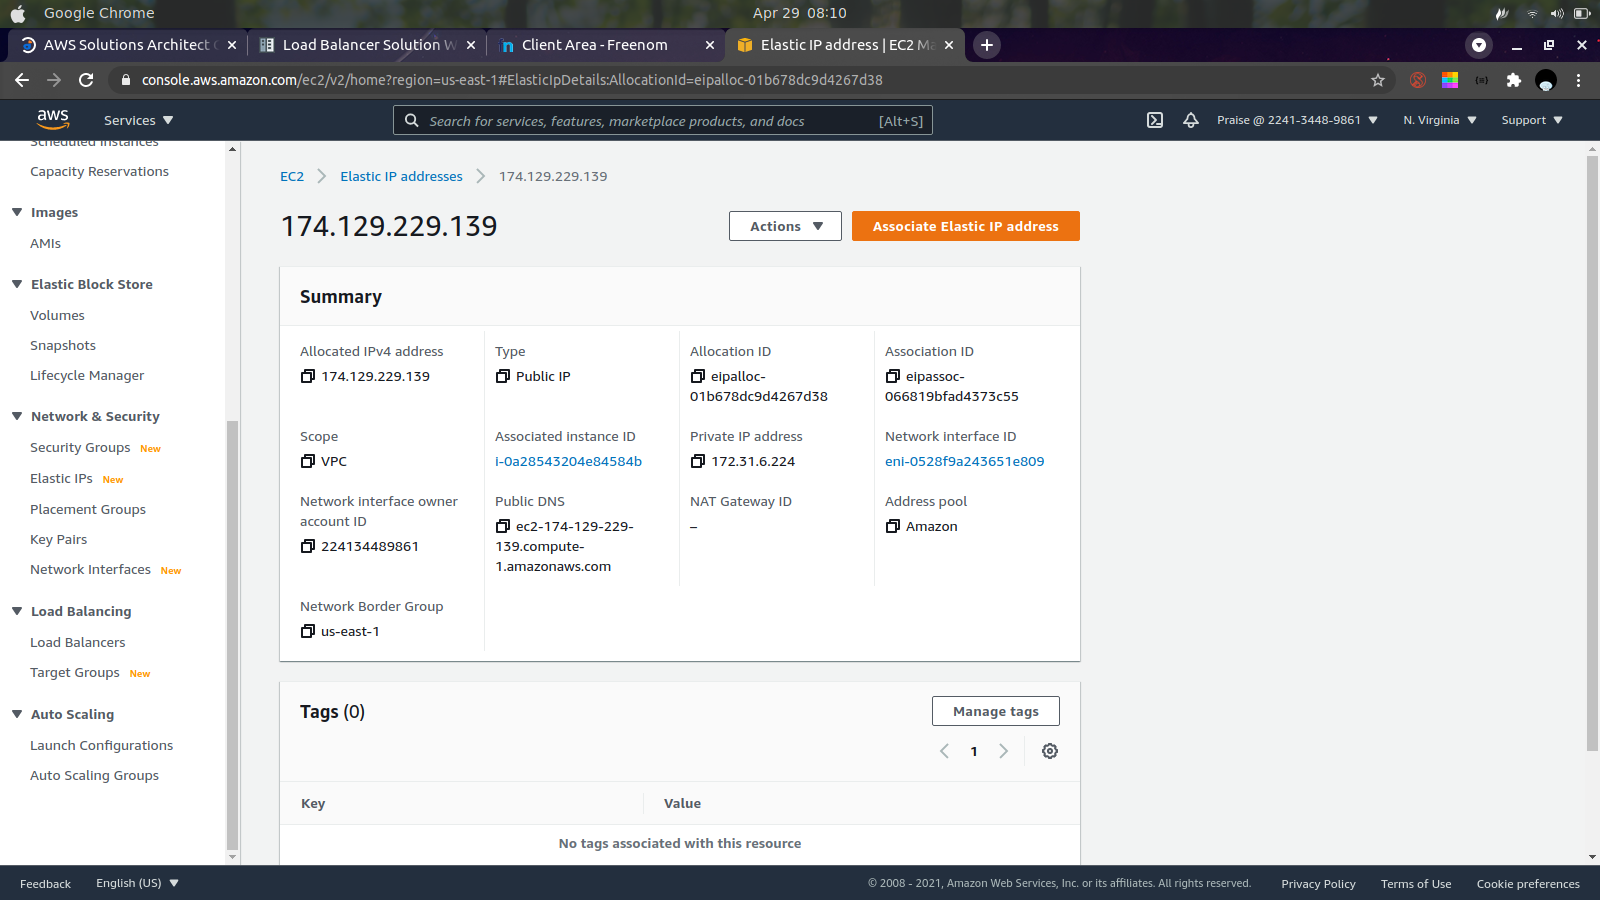 Google Chrome
Apr 29 08:10
AWS Solutions Architect
Load Balancer Solution W
Client Area - Freenom
Elastic IP address | EC2 Ma
console.aws.amazon.com/ec2/v2/home?region=us-east-1#ElasticIpDetails:AllocationId=eipalloc-01b678dc9d4267d38
aws
Services
Search for services, features, marketplace products, and docs
[Alt+S]
Praise @ 2241-3448-9861
N. Virginia
Support
Scheduled Instances
Capacity Reservations
Images
AMIs
Elastic Block Store
Volumes
Snapshots
Lifecycle Manager
Network & Security
Security Groups New
Elastic IPs New
Placement Groups
Key Pairs
Network Interfaces New
Load Balancing
Load Balancers
Target Groups New
Auto Scaling
Launch Configurations
Auto Scaling Groups
EC2
Elastic IP addresses
174.129.229.139
174.129.229.139
Actions
Associate Elastic IP address
Summary
Allocated IPv4 address
174.129.229.139
Type
Public IP
Allocation ID
eipalloc-
01b678dc9d4267d38
Association ID
eipassoc-
066819bfad4373c55
Scope
VPC
Associated instance ID
i-0a28543204e84584b
Private IP address
172.31.6.224
Network interface ID
eni-0528f9a243651e809
Network interface owner
account ID
224134489861
Public DNS
ec2-174-129-229-
139.compute-
1.amazonaws.com
NAT Gateway ID
–
Address pool
Amazon
Network Border Group
us-east-1
Tags (0)
Manage tags
1
Key
Value
No tags associated with this resource
Feedback
English (US)
© 2008 - 2021, Amazon Web Services, Inc. or its affiliates. All rights reserved.
Privacy Policy
Terms of Use
Cookie preferences